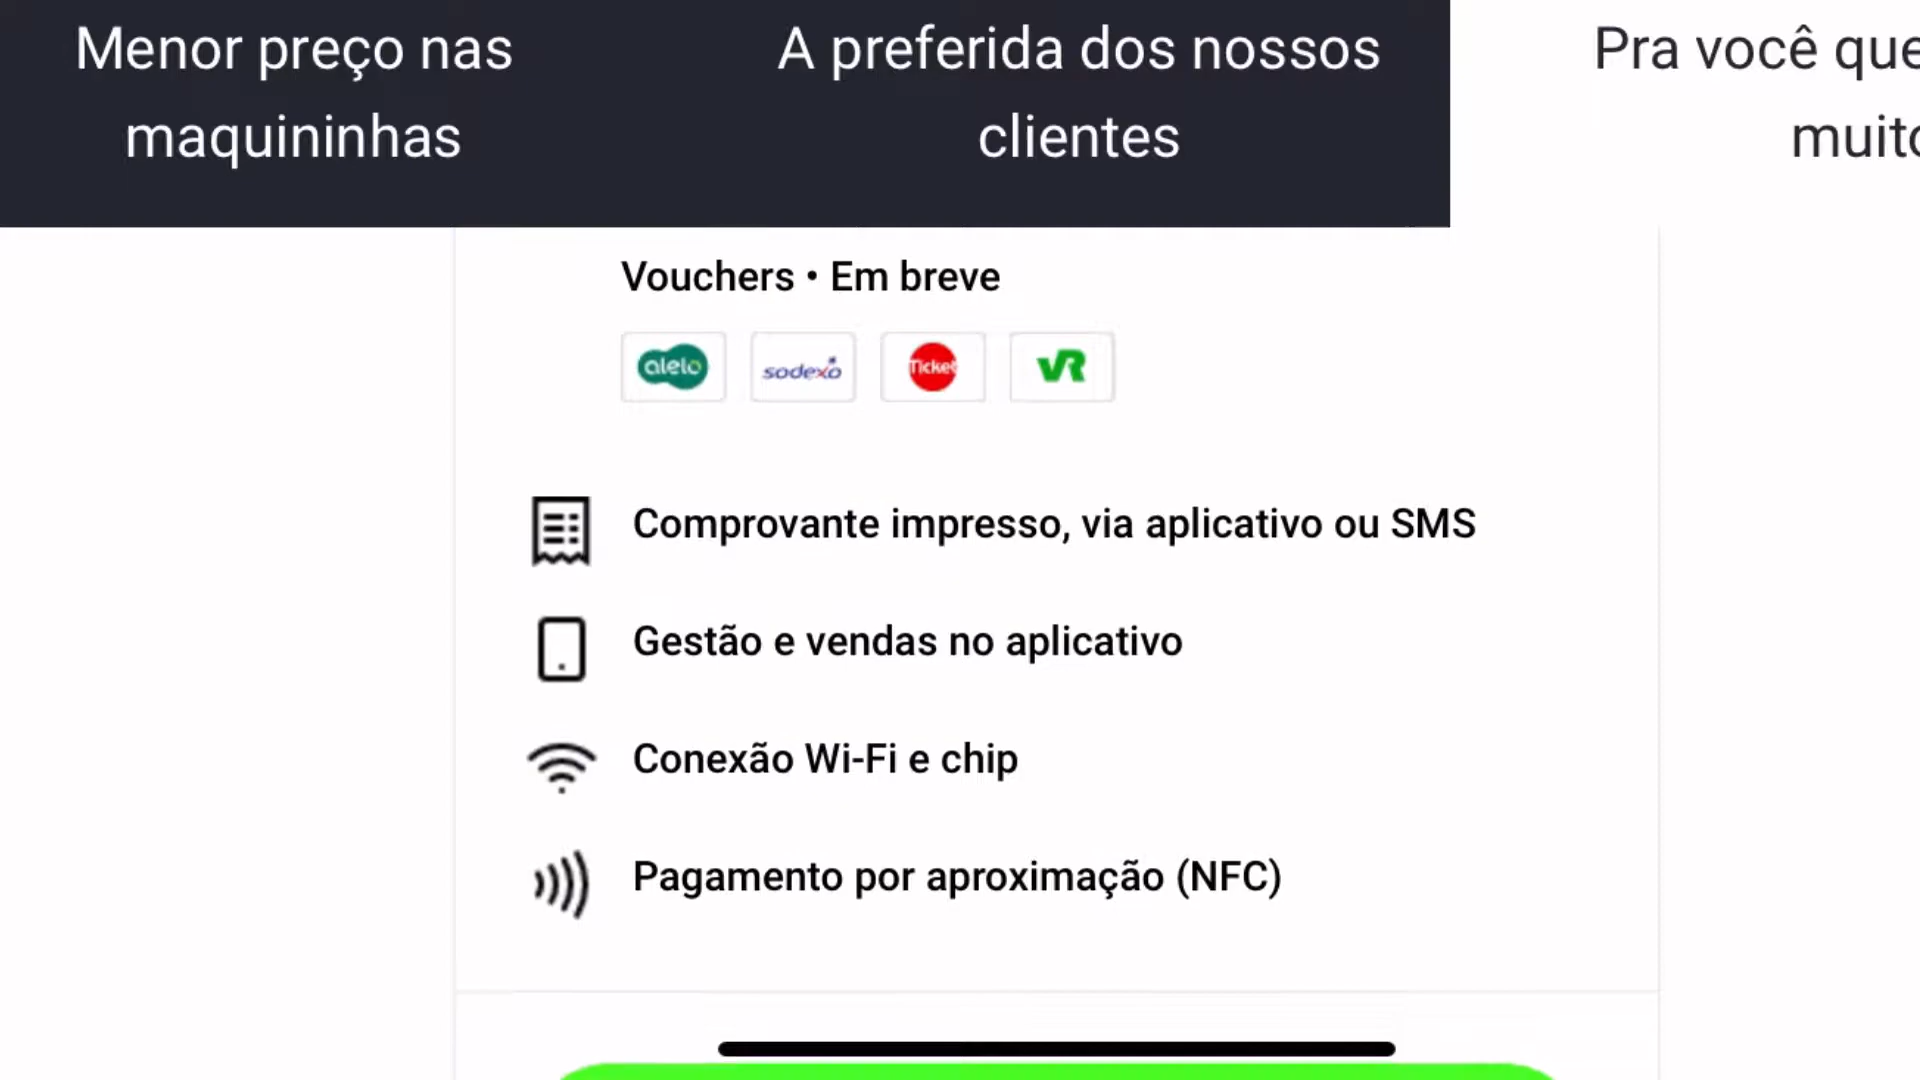 Menor preço nas
maquininhas
A preferida dos nossos
clientes
Pra você que
Vouchers • Em breve
alelo
sodexo
Ticket
VR
Comprovante impresso, via aplicativo ou SMS
Gestão e vendas no aplicativo
Conexão Wi-Fi e chip
Pagamento por aproximação (NFC)